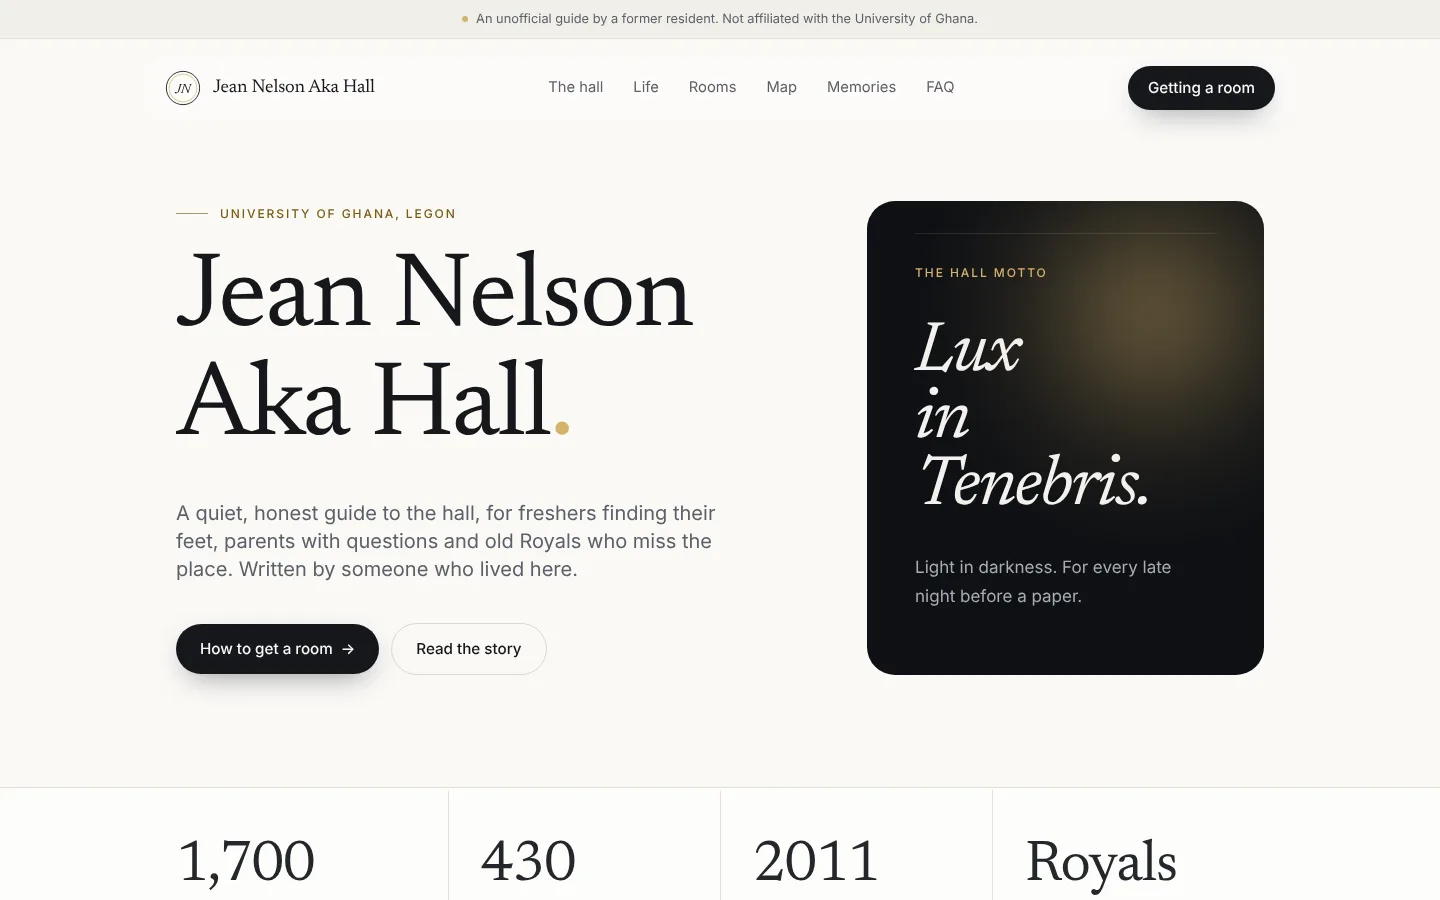 An unofficial guide by a former resident. Not affiliated with the University of Ghana.
JN
Jean Nelson Aka Hall
The hall
Life
Rooms
Map
Memories
FAQ
Getting a room
UNIVERSITY OF GHANA, LEGON
Jean Nelson
Aka Hall.
A quiet, honest guide to the hall, for freshers finding their
feet, parents with questions and old Royals who miss the
place. Written by someone who lived here.
How to get a room →
Read the story
THE HALL MOTTO
Lux
in
Tenebris.
Light in darkness. For every late
night before a paper.
1,700
430
2011
Royals